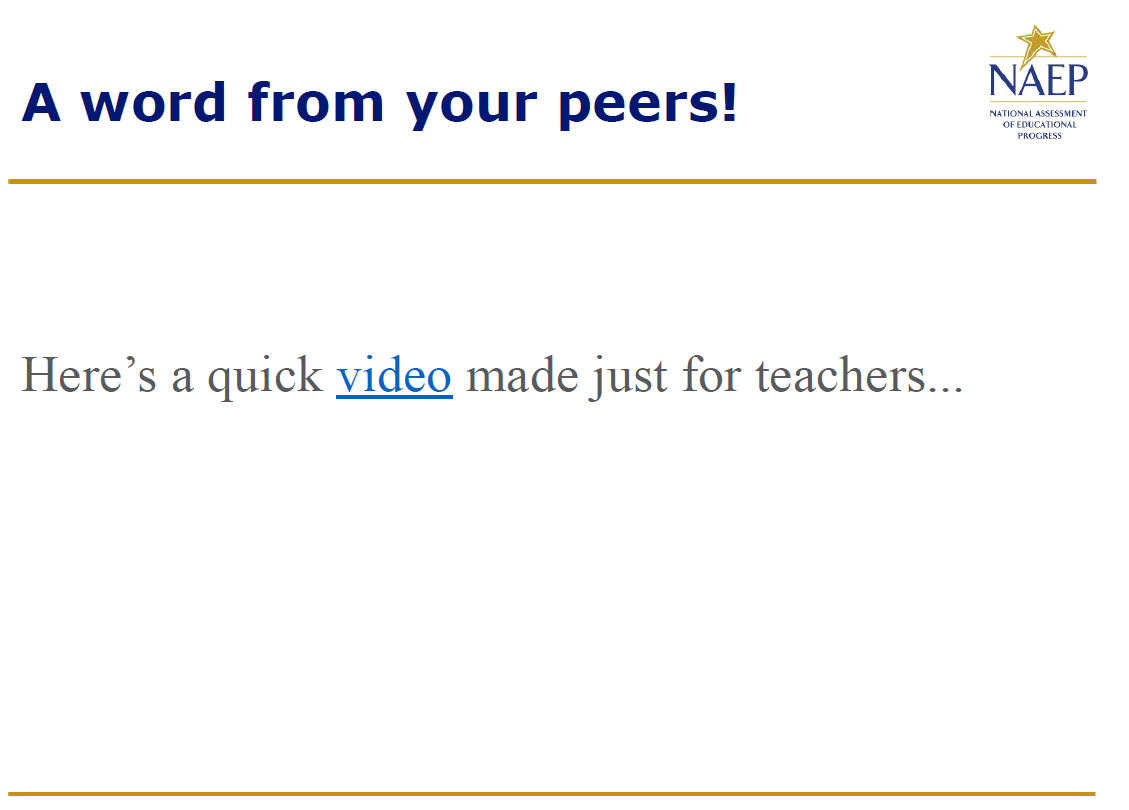 A word from your peers!
NAEP
NATIONAL ASSESSMENT
OF EDUCATIONAL
PROGRESS
Here’s a quick video made just for teachers...